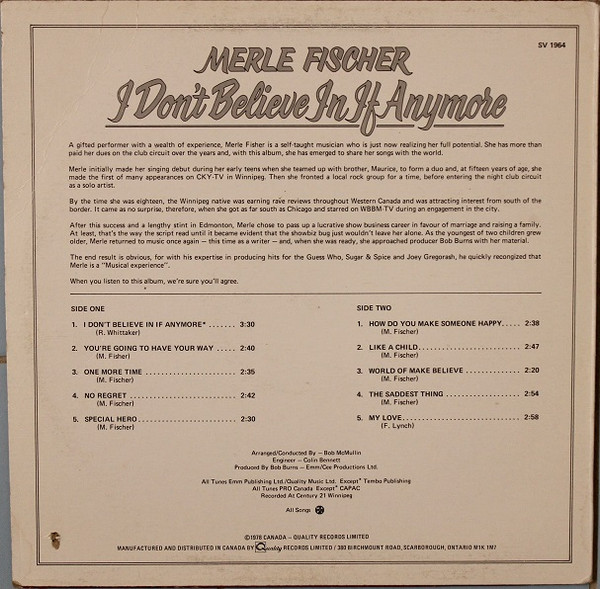 SV 1964
MERLE FISCHER
I Don't Believe In If Anymore
A gifted performer with a wealth of experience, Merle Fisher is a self-taught musician who is just now realizing her full potential. She has more than
paid her dues on the club circuit over the years and, with this album, she has emerged to share her songs with the world.
Merle initially made her singing debut during her early teens when she teamed up with brother, Maurice, to form a duo and, at fifteen years of age, she
made the first of many appearances on CKY-TV in Winnipeg. Then she fronted a local rock group for a time, before entering the night club circuit
as a solo artist.
By the time she was eighteen, the Winnipeg native was earning rave reviews throughout Western Canada and was attracting interest from south of the
border. It came as no surprise, therefore, when she got as far south as Chicago and starred on WBBM-TV during an engagement in the city.
After this success and a lengthy stint in Edmonton, Merle chose to pass up a lucrative show business career in favour of marriage and raising a family.
At least, that's the way the script read until it became evident that the showbiz bug just wouldn't leave her alone. As the youngest of two children grew
older, Merle returned to music once again — this time as a writer — and, when she was ready, she approached producer Bob Burns with her material.
The end result is obvious, for with his expertise in producing hits for the Guess Who, Sugar & Spice and Joey Gregorash, he quickly recongized that
Merle is a "Musical experience".
When you listen to this album, we're sure you'll agree.
SIDE ONE
1. I DON'T BELIEVE IN IF ANYMORE* ....... 3:30
(R. Whittaker)
2. YOU'RE GOING TO HAVE YOUR WAY ..... 2:40
(M. Fisher)
3. ONE MORE TIME ..................... 2:35
(M. Fischer)
4. NO REGRET ......................... 2:42
(M. Fischer)
5. SPECIAL HERO....................... 2:30
(M. Fischer)
SIDE TWO
1. HOW DO YOU MAKE SOMEONE HAPPY..... 2:38
(M. Fischer)
2. LIKE A CHILD....................... 2:47
(M. Fischer)
3. WORLD OF MAKE BELIEVE ............. 2:20
(M. Fischer)
4. THE SADDEST THING ................. 2:54
(M. Fischer)
5. MY LOVE............................ 2:58
(F. Lynch)
Arranged/Conducted By — Bob McMullin
Engineer — Colin Bennett
Produced By Bob Burns — Emm/Cee Productions Ltd.
All Tunes Emm Publishing Ltd./Quality Music Ltd. Except* Tembo Publishing
All Tunes PRO Canada Except* CAPAC
Recorded At Century 21 Winnipeg
All Songs
©1978 CANADA — QUALITY RECORDS LIMITED
MANUFACTURED AND DISTRIBUTED IN CANADA BY Quality RECORDS LIMITED / 380 BIRCHMOUNT ROAD, SCARBOROUGH, ONTARIO M1K 1M7